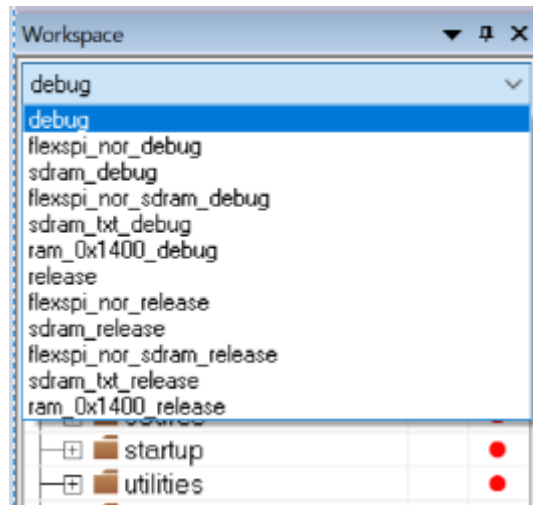 Workspace
debug
debug
flexspi_nor_debug
sdram_debug
flexspi_nor_sdram_debug
sdram_txt_debug
ram_0x1400_debug
release
flexspi_nor_release
sdram_release
flexspi_nor_sdram_release
sdram_txt_release
ram_0x1400_release
startup
utilities